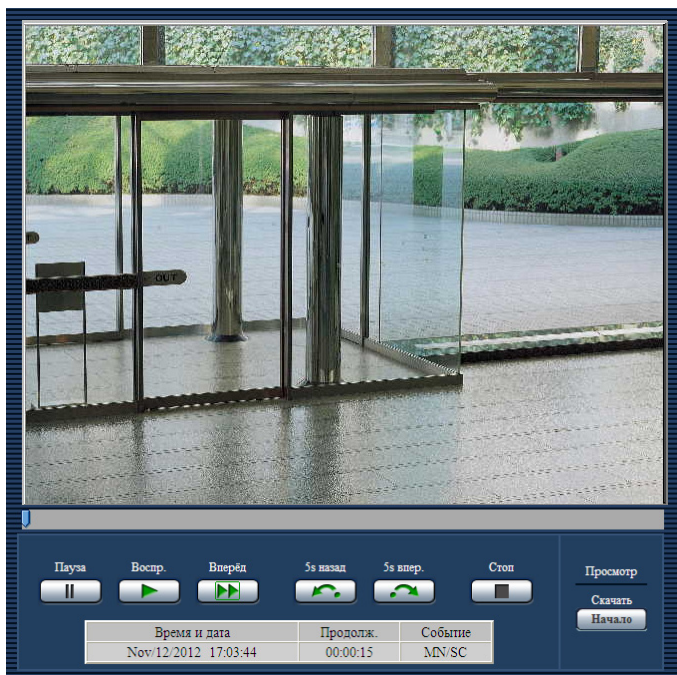 OUT
Пауза Воспр. Вперёд 5s назад 5s впер. Стоп
Просмотр
Скачать
Начало
Время и дата Продолж. Событие
Nov/12/2012 17:03:44 00:00:15 MN/SC